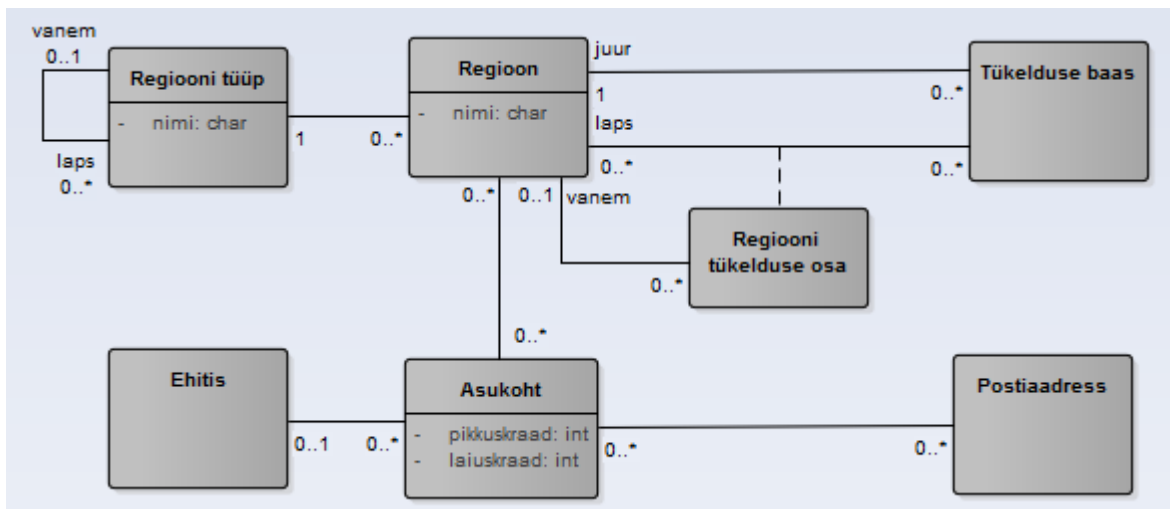 vanem
0..1
Regiooni tüüp
- nimi: char
laps
0..*
1
0..*
Regioon
- nimi: char
juur
1
0..*
Tükelduse baas
laps
0..*
0..*
0..*
0..1
vanem
Regiooni
tükelduse osa
0..*
0..*
Ehitis
0..1
0..*
Asukoht
- pikkuskraad: int
- laiuskraad: int
0..*
0..*
Postiaadress